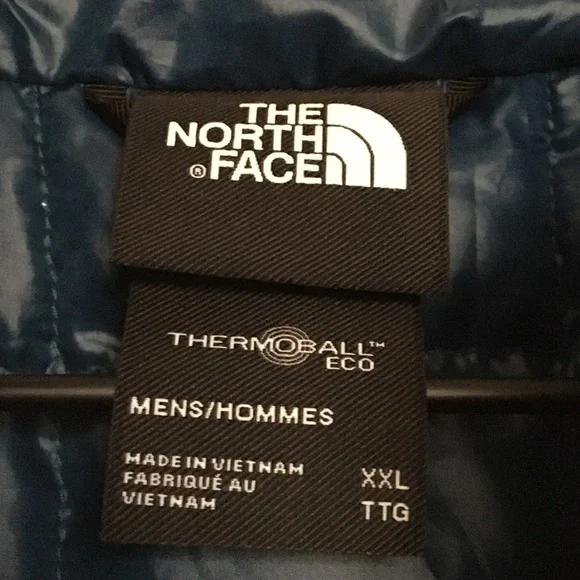 THE
NORTH
® FACE
THERMOBALL™
ECO
MENS/HOMMES
MADE IN VIETNAM
FABRIQUÉ AU
VIETNAM
XXL
TTG